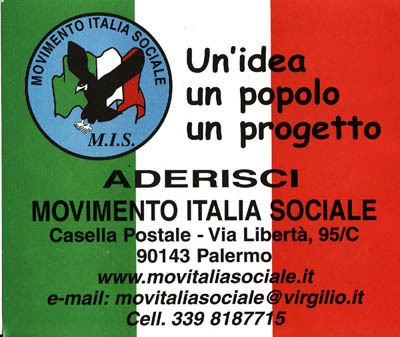 MOVIMENTO ITALIA SOCIALE
M.I.S.
Un'idea
un popolo
un progetto
ADERISCI
MOVIMENTO ITALIA SOCIALE
Casella Postale - Via Libertà, 95/C
90143 Palermo
www.movitaliasociale.it
e-mail: movitaliasociale@virgilio.it
Cell. 339 8187715